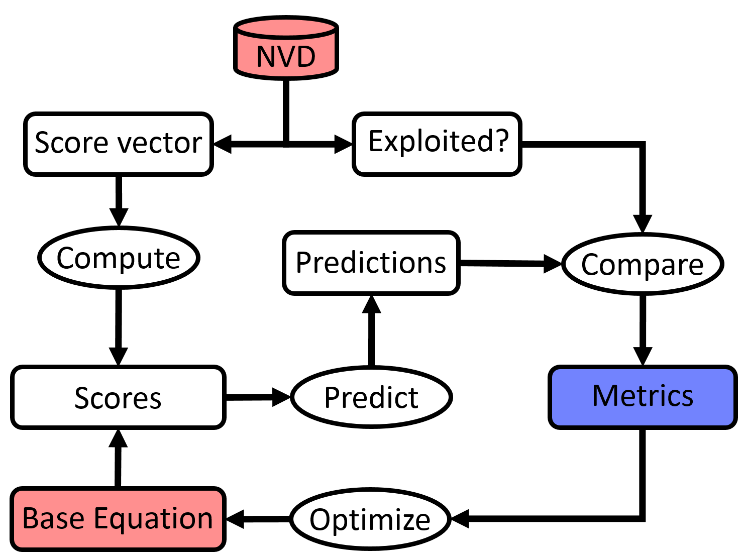 NVD
Score vector
Exploited?
Compute
Predictions
Compare
Scores
Predict
Metrics
Base Equation
Optimize